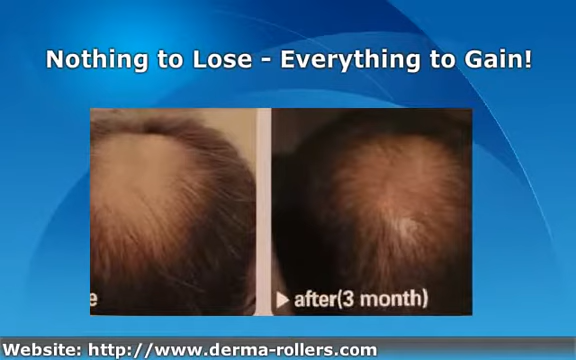 Nothing to Lose - Everything to Gain!
e
▶ after(3 month)
Website: http://www.derma-rollers.com